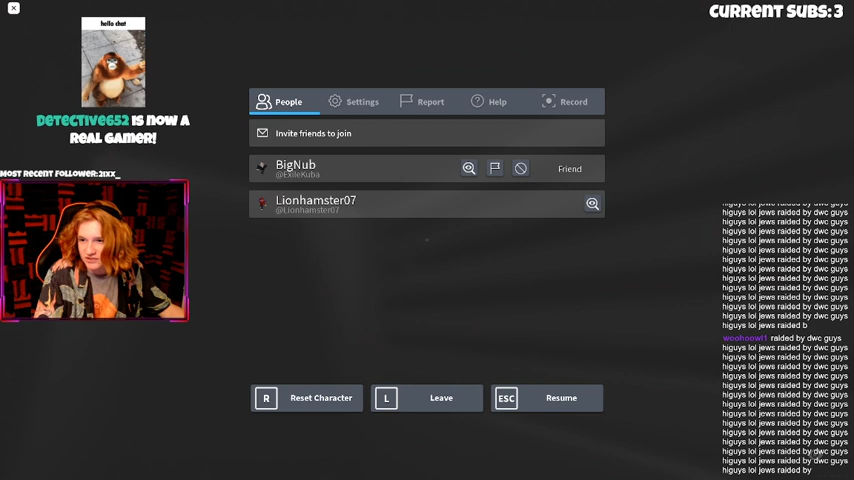 hello chat
CURRENT SUBS: 3
DETECTIVE652 IS NOW A
REAL GAMER!
MOST RECENT FOLLOWER:21XX_
People
Settings
Report
Help
Record
Invite friends to join
BigNub
@ExileKuba
Friend
Lionhamster07
@Lionhamster07
R
Reset Character
L
Leave
ESC
Resume
higuys lol jews raided by dwc guys
higuys lol jews raided by dwc guys
higuys lol jews raided by dwc guys
higuys lol jews raided by dwc guys
higuys lol jews raided by dwc guys
higuys lol jews raided by dwc guys
higuys lol jews raided by dwc guys
higuys lol jews raided by dwc guys
higuys lol jews raided by dwc guys
higuys lol jews raided by dwc guys
higuys lol jews raided by dwc guys
higuys lol jews raided by dwc guys
higuys lol jews raided by dwc guys
higuys lol jews raided b
woohoowt1 raided by dwc guys
higuys lol jews raided by dwc guys
higuys lol jews raided by dwc guys
higuys lol jews raided by dwc guys
higuys lol jews raided by dwc guys
higuys lol jews raided by dwc guys
higuys lol jews raided by dwc guys
higuys lol jews raided by dwc guys
higuys lol jews raided by dwc guys
higuys lol jews raided by dwc guys
higuys lol jews raided by dwc guys
higuys lol jews raided by dwc guys
higuys lol jews raided by dwc guys
higuys lol jews raided by dwc guys
higuys lol jews raided by